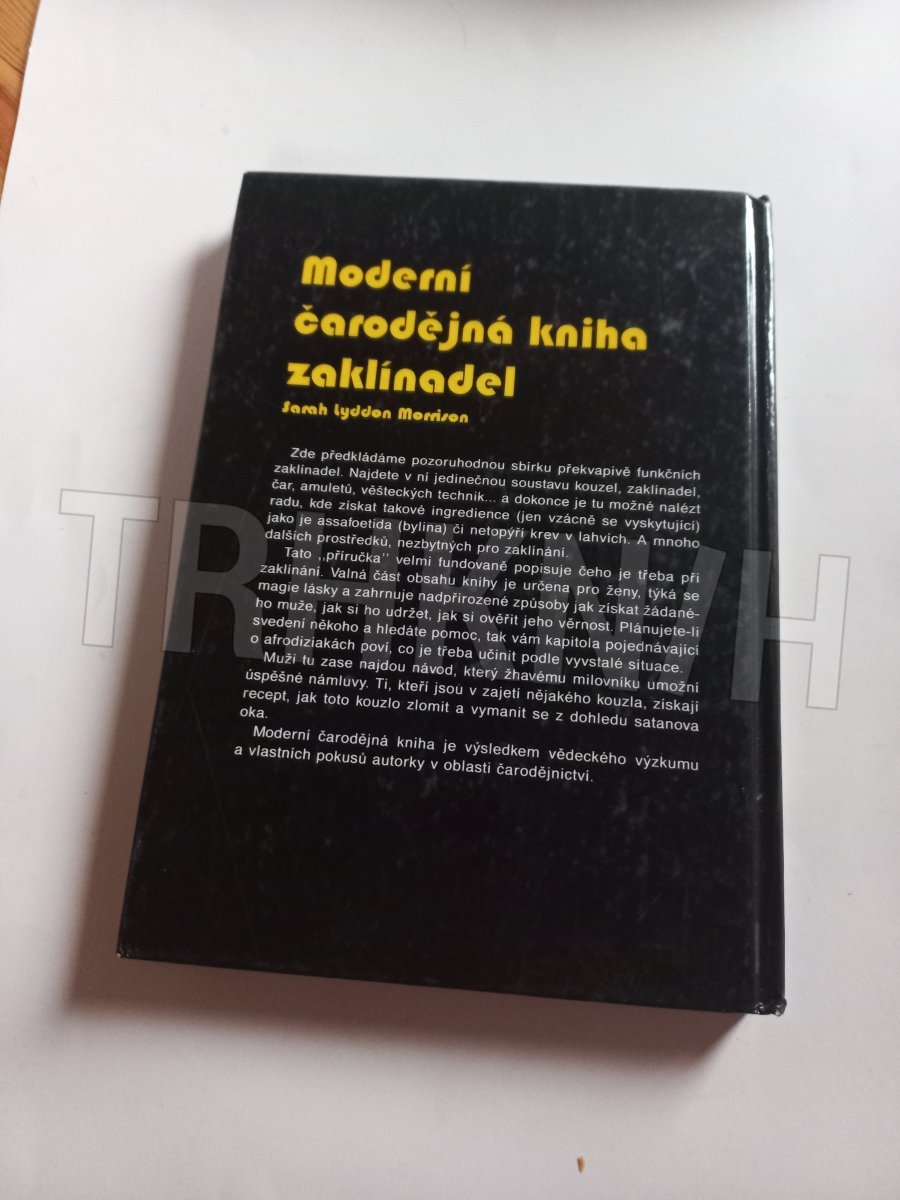 Moderní
čarodějná kniha
zaklínadel
Sarah Lyddon Morrison
Zde předkládáme pozoruhodnou sbírku překvapivě funkčních
zaklínadel. Najdete v ní jedinečnou soustavu kouzel, zaklínadel,
čar, amuletů, věšteckých technik... a dokonce je tu možné nalézt
radu, kde získat takové ingredience (jen vzácně se vyskytující)
jako je assafoetida (bylina) či netopýří krev v lahvích. A mnoho
dalších prostředků, nezbytných pro zaklínání.
Tato ,,příručka'' velmi fundovaně popisuje čeho je třeba při
zaklínání. Valná část obsahu knihy je určena pro ženy, týká se
magie lásky a zahrnuje nadpřirozené způsoby jak získat žádané-
ho muže, jak si ho udržet, jak si ověřit jeho věrnost. Plánujete-li
svedení někoho a hledáte pomoc, tak vám kapitola pojednávající
o afrodiziakách poví, co je třeba učinit podle vyvstalé situace.
Muži tu zase najdou návod, který žhavému milovníku umožní
úspěšné námluvy. Ti, kteří jsou v zajetí nějakého kouzla, získají
recept, jak toto kouzlo zlomit a vymanit se z dohledu satanova
oka.
Moderní čarodějná kniha je výsledkem vědeckého výzkumu
a vlastních pokusů autorky v oblasti čarodějnictví.